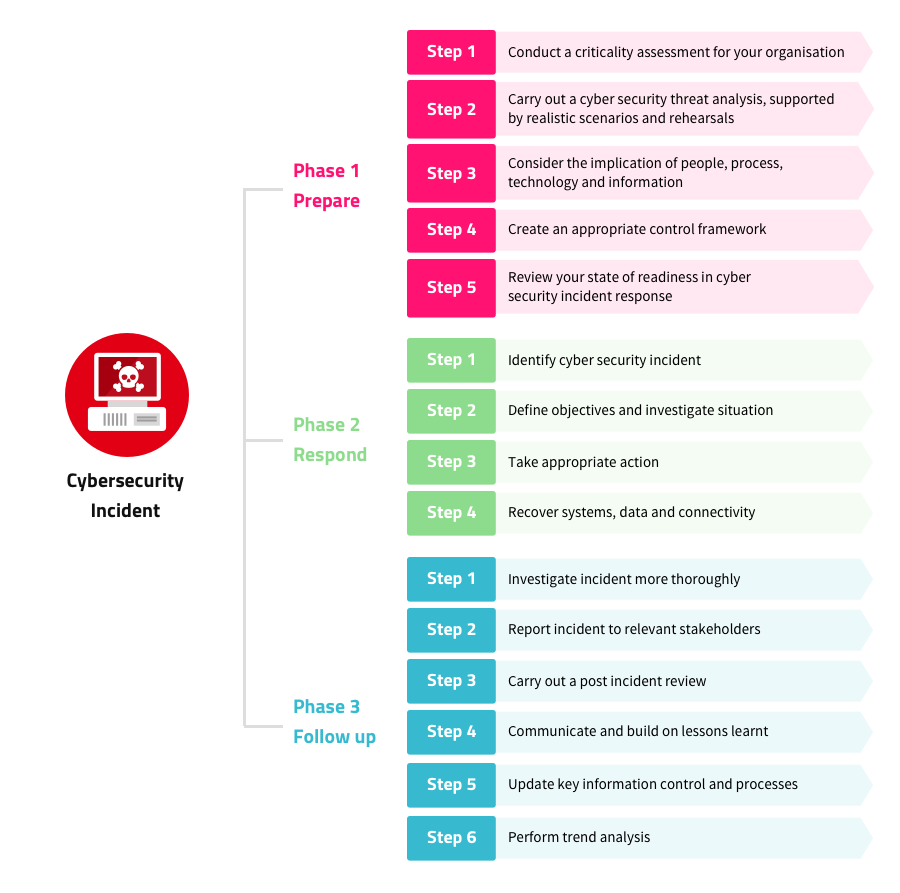 Cybersecurity
Incident
Phase 1
Prepare
Step 1
Conduct a criticality assessment for your organisation
Step 2
Carry out a cyber security threat analysis, supported
by realistic scenarios and rehearsals
Step 3
Consider the implication of people, process,
technology and information
Step 4
Create an appropriate control framework
Step 5
Review your state of readiness in cyber
security incident response
Phase 2
Respond
Step 1
Identify cyber security incident
Step 2
Define objectives and investigate situation
Step 3
Take appropriate action
Step 4
Recover systems, data and connectivity
Phase 3
Follow up
Step 1
Investigate incident more thoroughly
Step 2
Report incident to relevant stakeholders
Step 3
Carry out a post incident review
Step 4
Communicate and build on lessons learnt
Step 5
Update key information control and processes
Step 6
Perform trend analysis